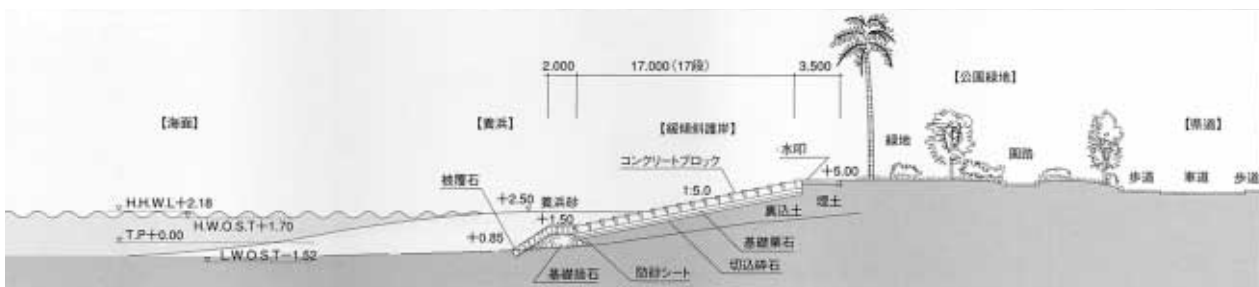 2.000 17.000(17段) 3.500
【公園緑地】
【海面】 【養浜】 【緩傾斜護岸】 【県道】
緑地 園路
コンクリートブロック 水叩
被覆石 +5.00 歩道 車道 歩道
1:5.0
H.H.W.L+2.18 +2.50 養浜砂 埋土
H.W.O.S.T+1.70 +1.50 裏込土
T.P+0.00 +0.85 基礎栗石
L.W.O.S.T-1.52 切込砕石
基礎捨石 防砂シート